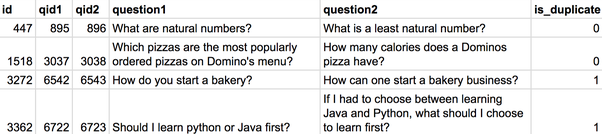 id qid1 qid2 question1 question2 is_duplicate
447 895 896 What are natural numbers? What is a least natural number? 0
Which pizzas are the most popularly How many calories does a Dominos
1518 3037 3038 ordered pizzas on Domino's menu? pizza have? 0
3272 6542 6543 How do you start a bakery? How can one start a bakery business? 1
If I had to choose between learning
Java and Python, what should I choose
3362 6722 6723 Should I learn python or Java first? to learn first? 1